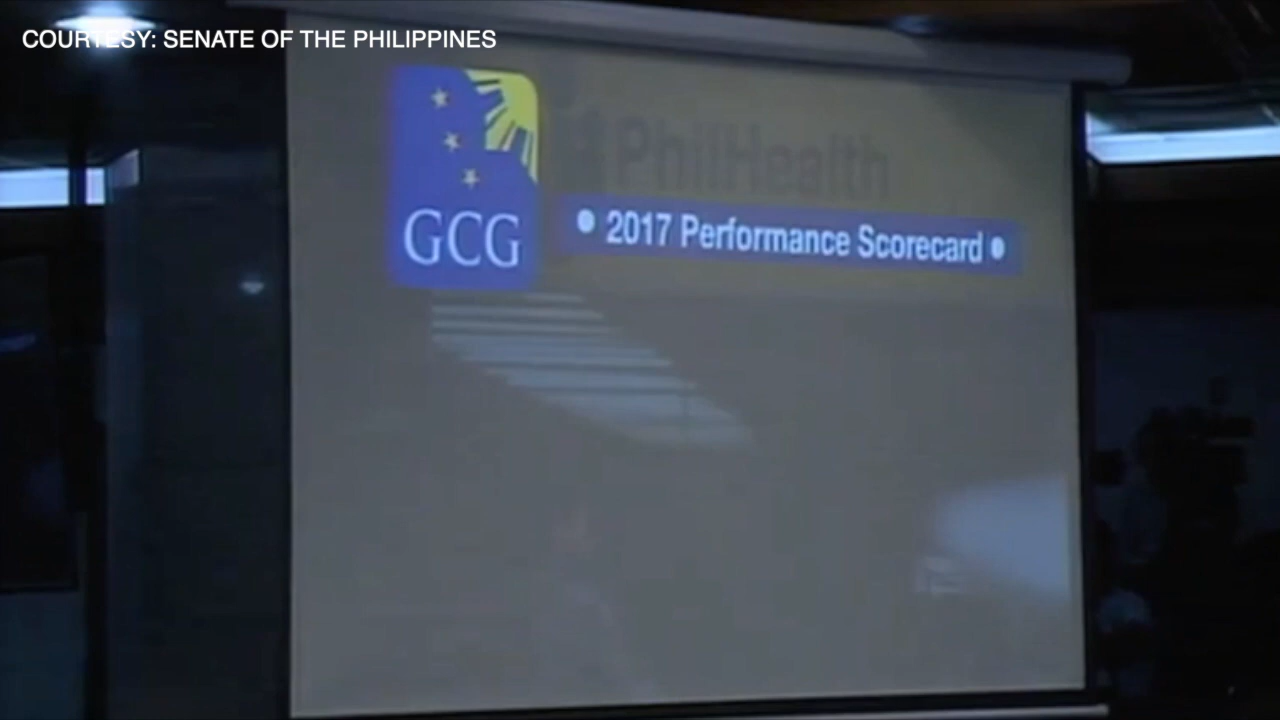 COURTESY: SENATE OF THE PHILIPPINES
PhilHealth
GCG
• 2017 Performance Scorecard •